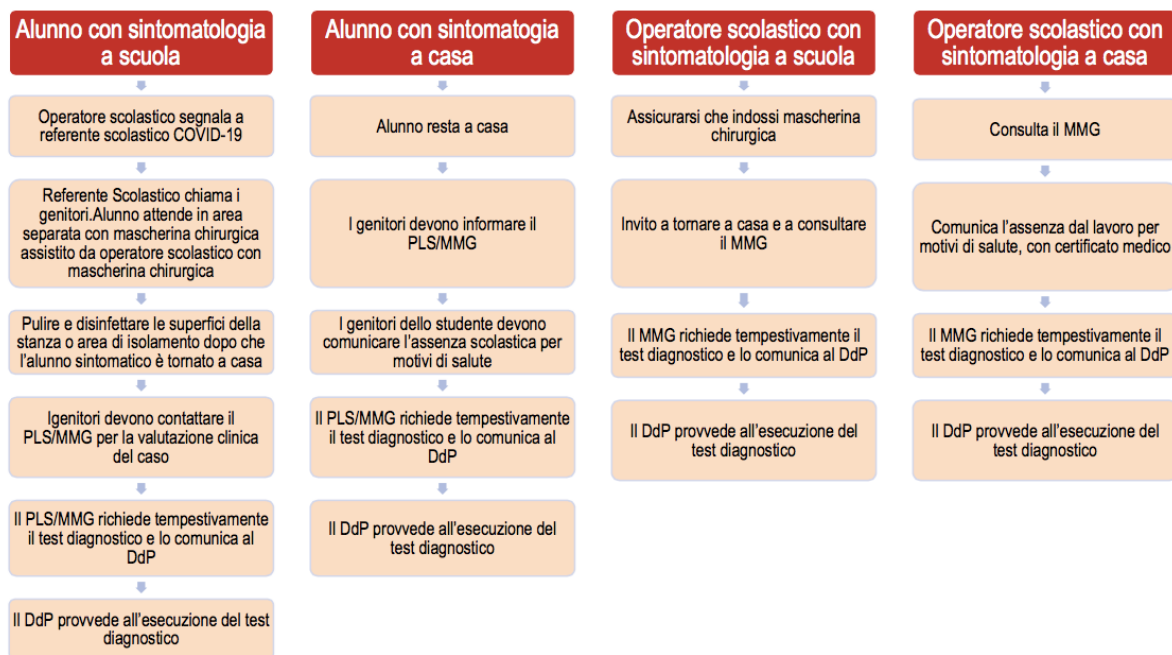 Alunno con sintomatologia
a scuola
Operatore scolastico segnala a
referente scolastico COVID-19
Referente Scolastico chiama i
genitori.Alunno attende in area
separata con mascherina chirurgica
assistito da operatore scolastico con
mascherina chirurgica
Pulire e disinfettare le superfici della
stanza o area di isolamento dopo che
l'alunno sintomatico è tornato a casa
Igenitori devono contattare il
PLS/MMG per la valutazione clinica
del caso
Il PLS/MMG richiede tempestivamente
il test diagnostico e lo comunica al
DdP
Il DdP provvede all'esecuzione del test
diagnostico
Alunno con sintomatogia
a casa
Alunno resta a casa
I genitori devono informare il
PLS/MMG
I genitori dello studente devono
comunicare l'assenza scolastica per
motivi di salute
Il PLS/MMG richiede tempestivamente
il test diagnostico e lo comunica al
DdP
Il DdP provvede all'esecuzione del
test diagnostico
Operatore scolastico con
sintomatologia a scuola
Assicurarsi che indossi mascherina
chirurgica
Invito a tornare a casa e a consultare
il MMG
Il MMG richiede tempestivamente il
test diagnostico e lo comunica al DdP
Il DdP provvede all'esecuzione del
test diagnostico
Operatore scolastico con
sintomatologia a casa
Consulta il MMG
Comunica l'assenza dal lavoro per
motivi di salute, con certificato medico
Il MMG richiede tempestivamente il
test diagnostico e lo comunica al DdP
Il DdP provvede all'esecuzione del
test diagnostico